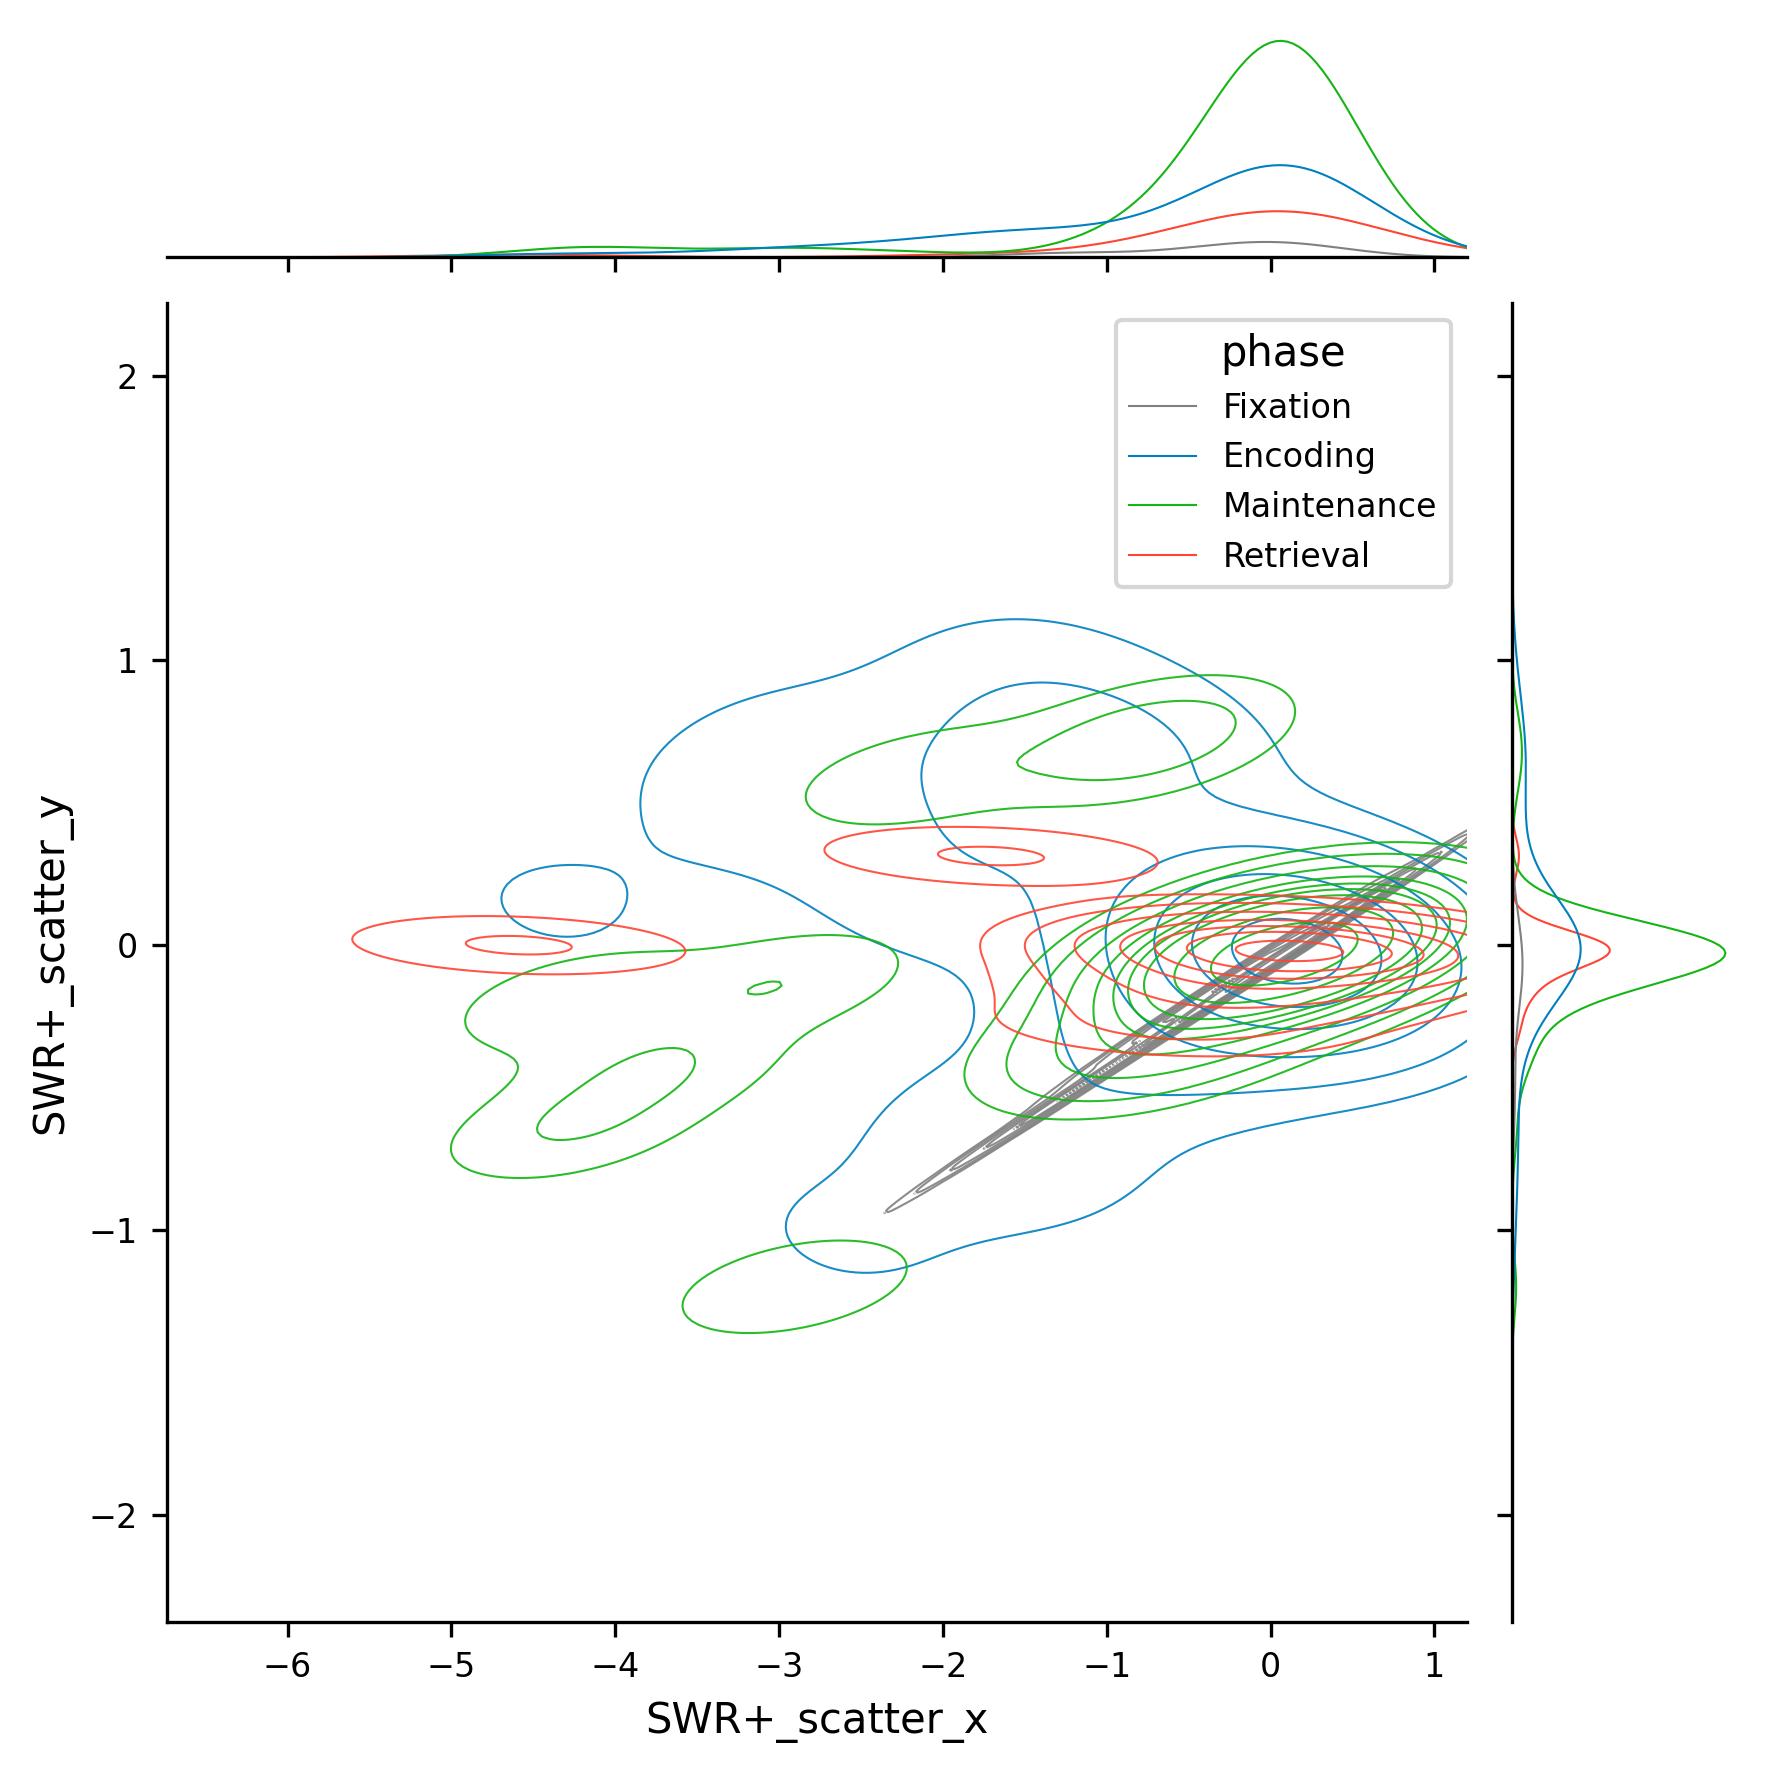 phase
Fixation
Encoding
Maintenance
Retrieval
2
1
0
−1
−2
SWR+_scatter_y
−6 −5 −4 −3 −2 −1 0 1
SWR+_scatter_x